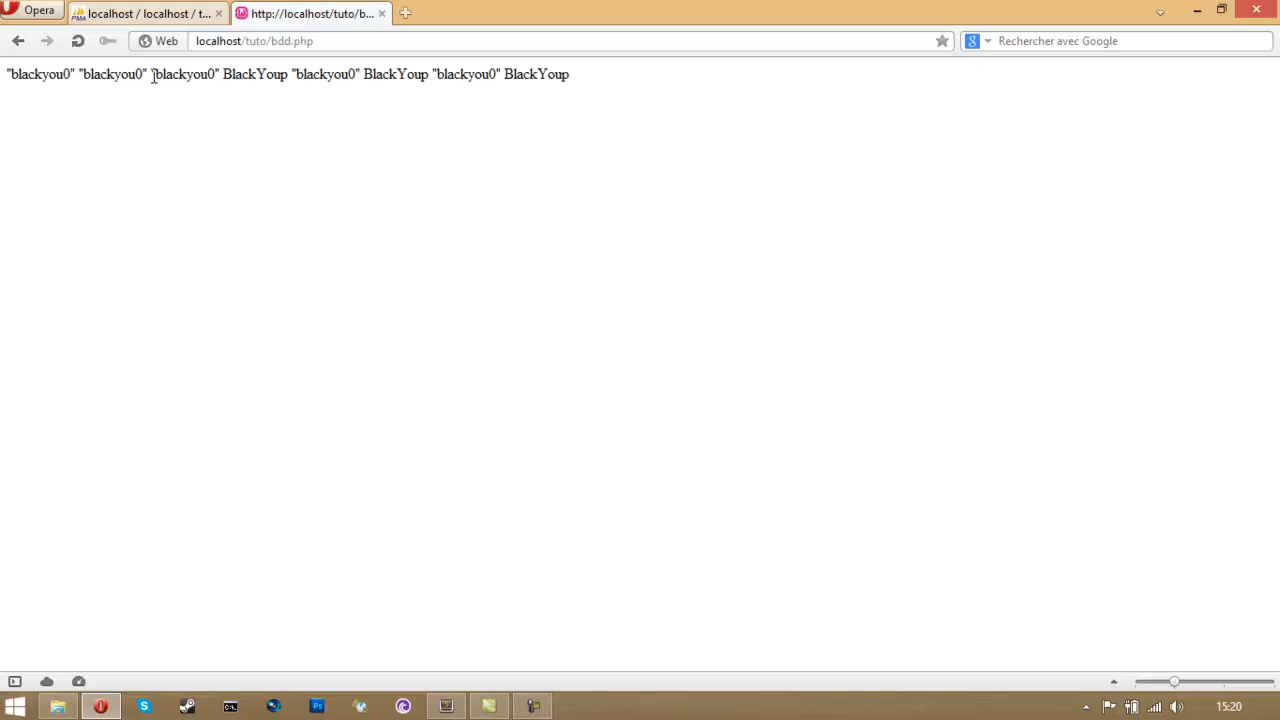 Opera
PMA
localhost / localhost / t...
http://localhost/tuto/b...
Web
localhost/tuto/bdd.php
Rechercher avec Google
"blackyou0" "blackyou0" "blackyou0" BlackYoup "blackyou0" BlackYoup "blackyou0" BlackYoup
15:20